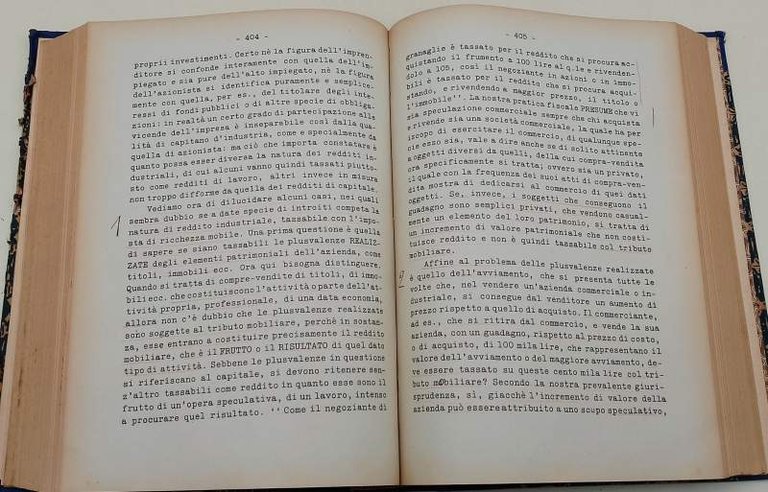 - 404 -
proprii investimenti. Certo nè la figura dell'impren-
ditore si confonde interamente con quella dell'im-
piegato e sia pure dell'alto impiegato, nè la figura
dell'azionista si identifica puramente e semplice-
mente con quella, per es., del titolare degli inte-
ressi di fondi pubblici o di altre specie di obbliga-
zioni: in realtà un certo grado di partecipazione alle
vicende dell'impresa è inseparabile così dalla qua-
lità di capitano d'industria, come e specialmente da
quella di azionista: ma ciò che importa constatare è
quanto possa esser diversa la natura dei redditi in-
dustriali, di cui alcuni vanno quindi tassati piutto-
sto come redditi di lavoro, altri invece in misura
non troppo difforme da quella dei redditi di capitale.
Vediamo ora di dilucidare alcuni casi, nei quali
sembra dubbio se a date specie di introiti competa la
natura di reddito industriale, tassabile con l'impo-
sta di ricchezza mobile. Una prima questione è quella
di sapere se siano tassabili le plusvalenze REALIZ-
ZATE degli elementi patrimoniali dell'azienda, come
titoli, immobili ecc. Ora qui bisogna distinguere.
Quando si tratta di compre-vendite di titoli, di immo-
bili ecc. che costituiscono l'attività o parte dell'at-
tività propria, professionale, di una data economia,
allora non c'è dubbio che le plusvalenze realizzate
sono soggette al tributo mobiliare, perchè in sostan-
za, esse entrano a costituire precisamente il reddito
mobiliare, che è il FRUTTO o il RISULTATO di quel dato
tipo di attività. Sebbene le plusvalenze in questione
si riferiscano al capitale, si devono ritenere sen-
z'altro tassabili come reddito in quanto esse sono il
frutto di un'opera speculativa, di un lavoro, intenso
a procurare quel risultato. ''Come il negoziante di
- 405 -
granaglie è tassato per il reddito che si procura ac-
quistando il frumento a 100 lire al q.le e rivenden-
dolo a 105, così il negoziante in azioni o in immo-
bili è tassato per il reddito che si procura acqui-
stando, e rivendendo a maggior prezzo, il titolo o
l'immobile''. La nostra pratica fiscale PRESUME che vi
sia speculazione commerciale sempre che chi acquista
e rivende sia una società commerciale, la quale ha per
iscopo di esercitare il commercio, di qualunque spe-
cie esso sia, vale a dire anche se di solito attinente
a oggetti diversi da quelli, della cui compra-vendita
ora specificamente si tratta; ovvero sia un privato,
il quale con la frequenza dei suoi atti di compra-ven-
dita mostra di dedicarsi al commercio di quei dati
oggetti. Se, invece, i soggetti che conseguono il
guadagno sono semplici privati, che vendono casual-
mente un elemento del loro patrimonio, si tratta di
un incremento di valore patrimoniale che non costi-
tuisce reddito e non è quindi tassabile col tributo
mobiliare.
Affine al problema delle plusvalenze realizzate
è quello dell'avviamento, che si presenta tutte le
volte che, nel vendere un'azienda commerciale o in-
dustriale, si consegue dal venditore un aumento di
prezzo rispetto a quello di acquisto. Il commerciante,
ad es., che si ritira dal commercio, e vende la sua
azienda, con un guadagno, rispetto al prezzo di costo,
o di acquisto, di 100 mila lire, che rappresentano il
valore dell'avviamento o del maggiore avviamento, de-
ve essere tassato su queste cento mila lire col tri-
buto mobiliare? Secondo la nostra prevalente giuri-
sprudenza, sì, giacchè l'incremento di valore della
azienda può essere attribuito a uno scopo speculativo,